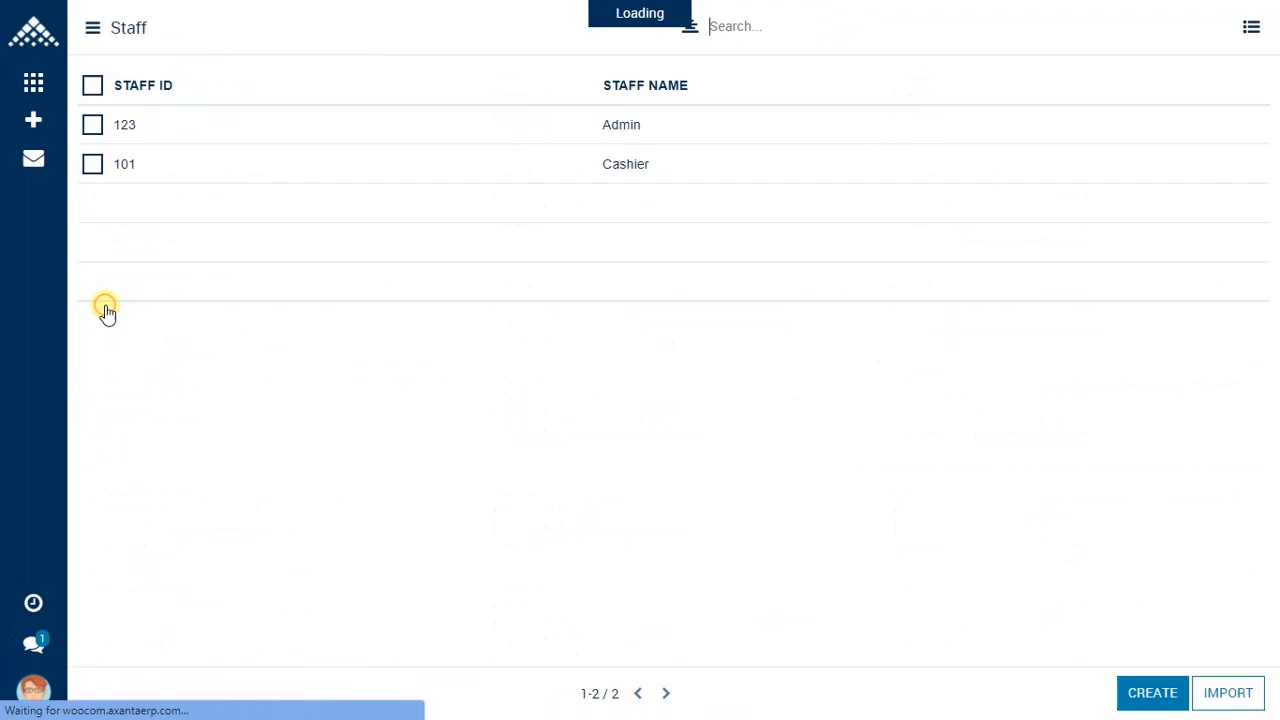 Loading
Staff
Search...
STAFF ID STAFF NAME
123 Admin
101 Cashier
1
1-2 / 2
CREATE IMPORT
Waiting for woocom.axantaerp.com...